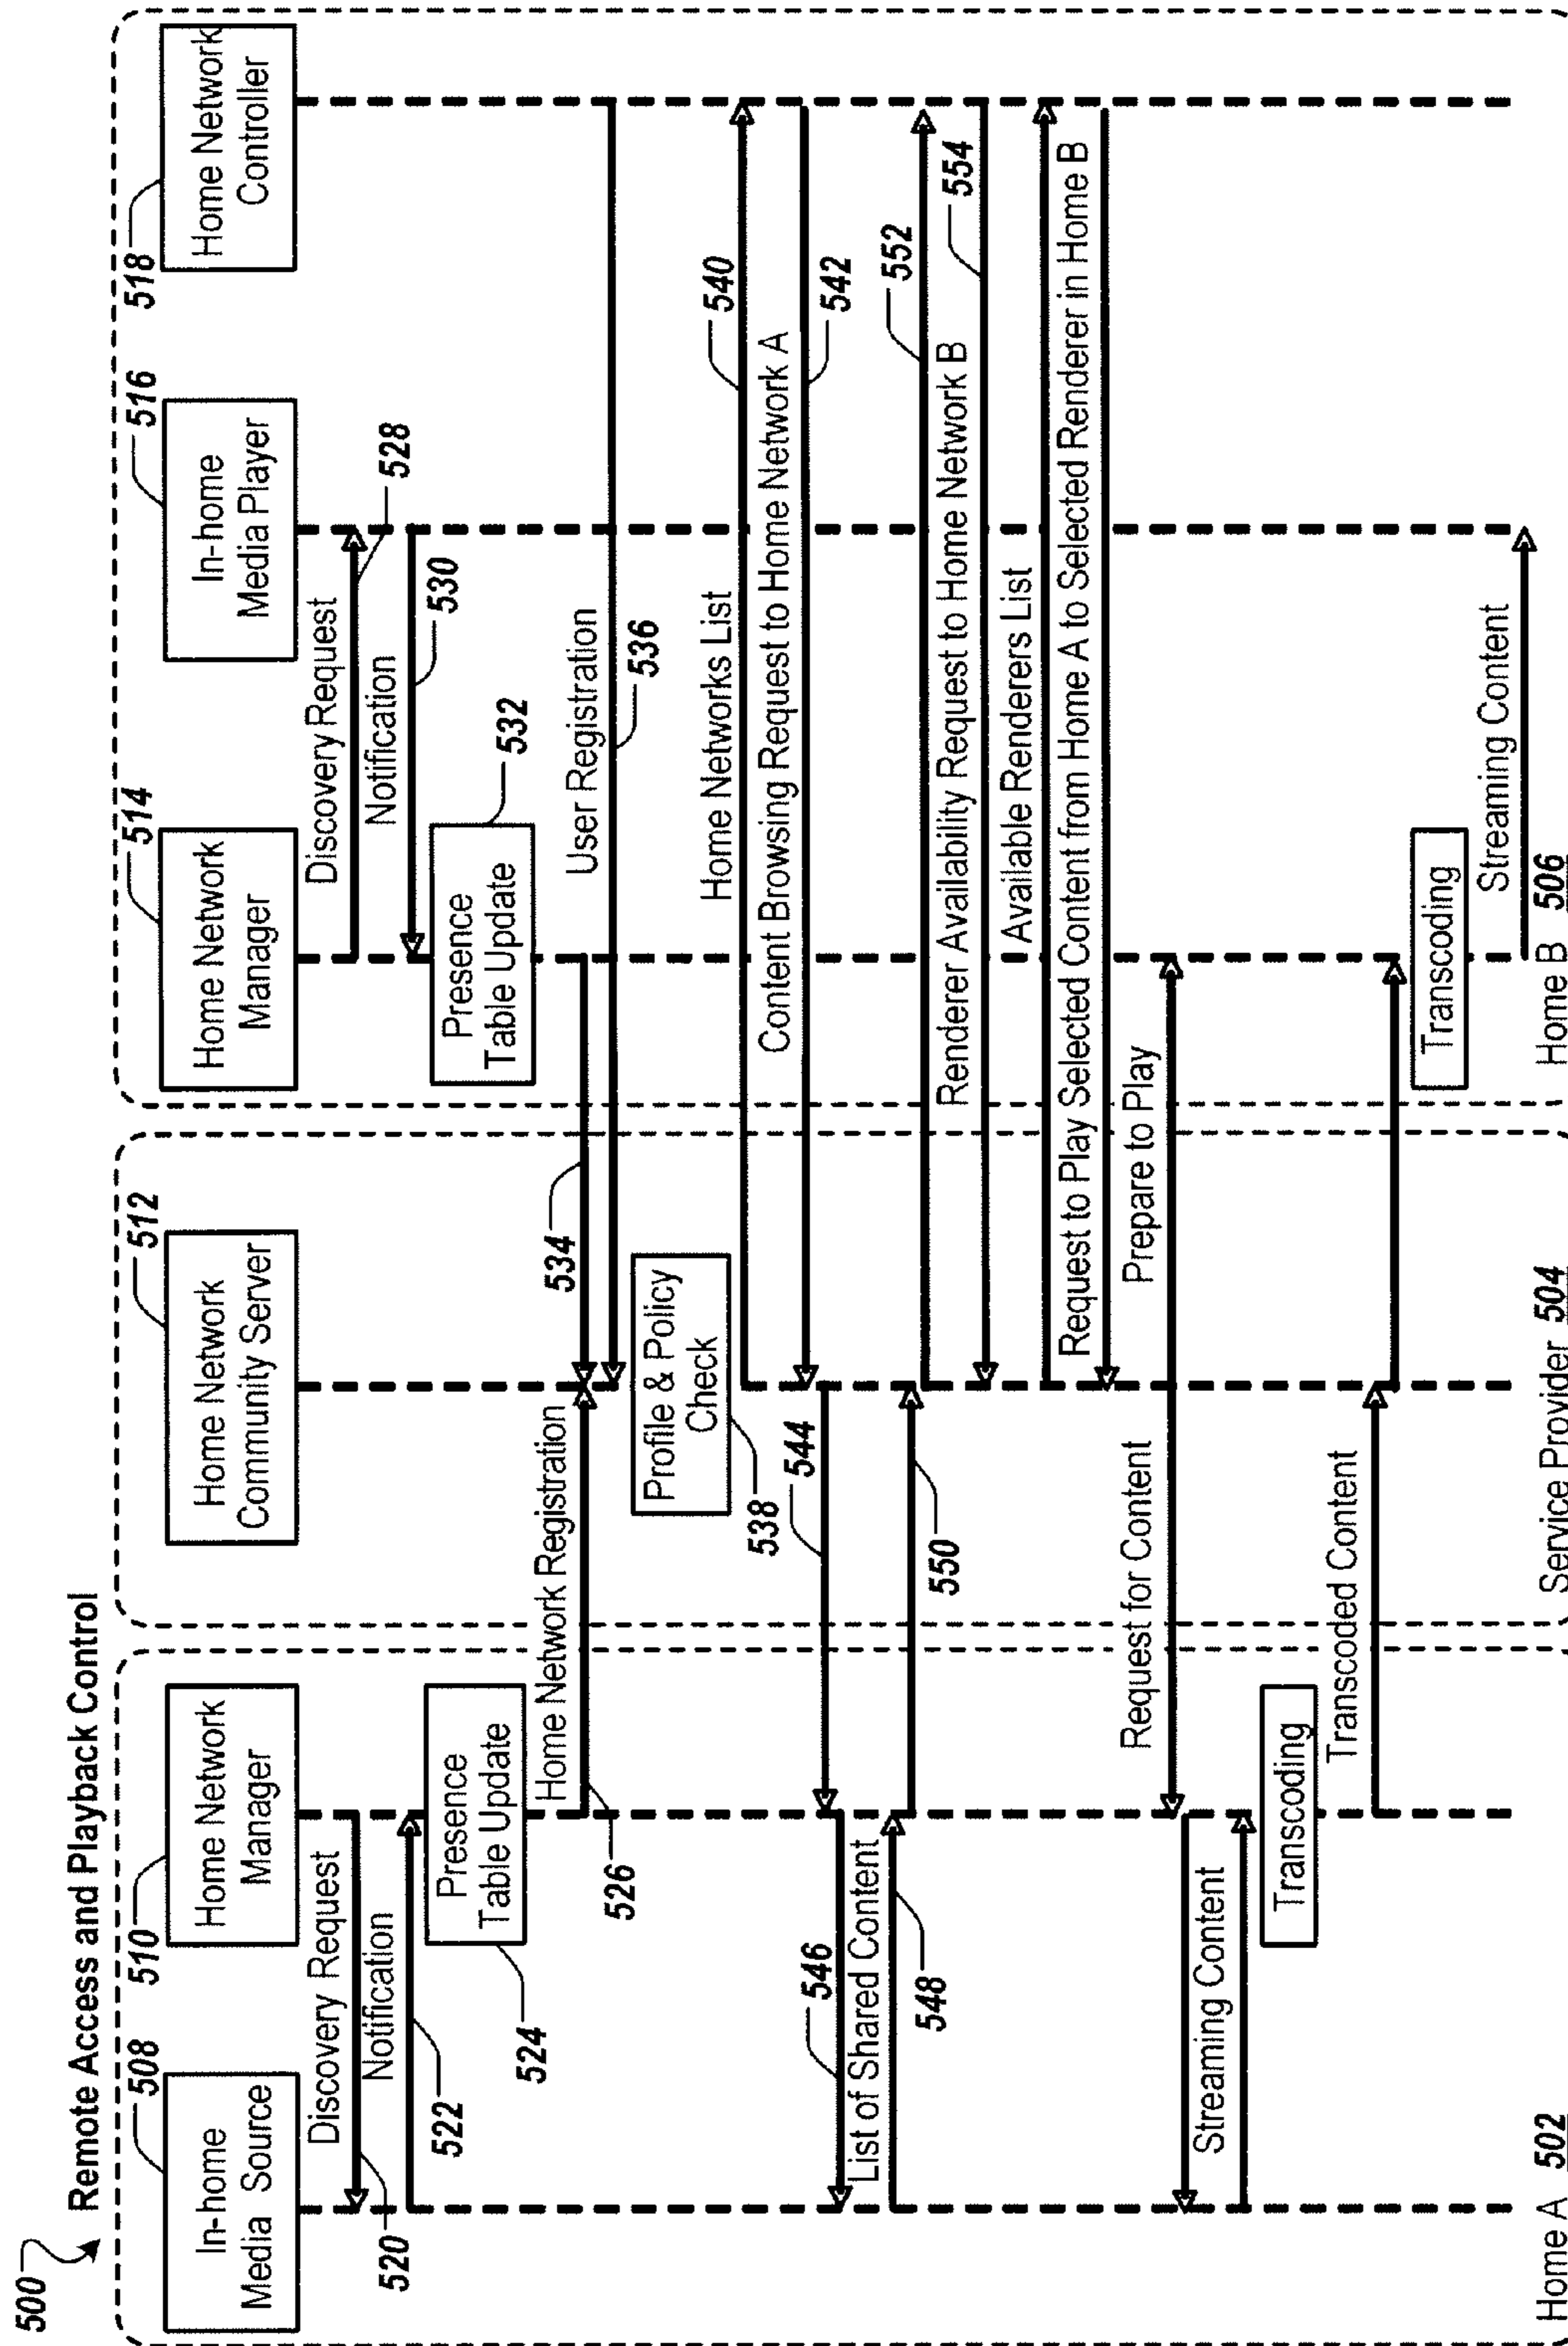 500
Remote Access and Playback Control
508
In-home
Media Source
510
Home Network
Manager
512
Home Network
Community Server
514
Home Network
Manager
516
In-home
Media Player
518
Home Network
Controller
Discovery Request
520
Notification
522
Presence
Table Update
524
Discovery Request
528
Notification
530
Presence
Table Update
532
Home Network Registration
526
534
User Registration
536
Profile & Policy
Check
538
Home Networks List
540
Content Browsing Request to Home Network A
542
544
546
List of Shared Content
548
550
552
Renderer Availability Request to Home Network B
554
Available Renderers List
Request to Play Selected Content from Home A to Selected Renderer in Home B
Request for Content
Prepare to Play
Streaming Content
Transcoding
Transcoded Content
Transcoding
Streaming Content
Home A 502
Service Provider 504
Home B 506